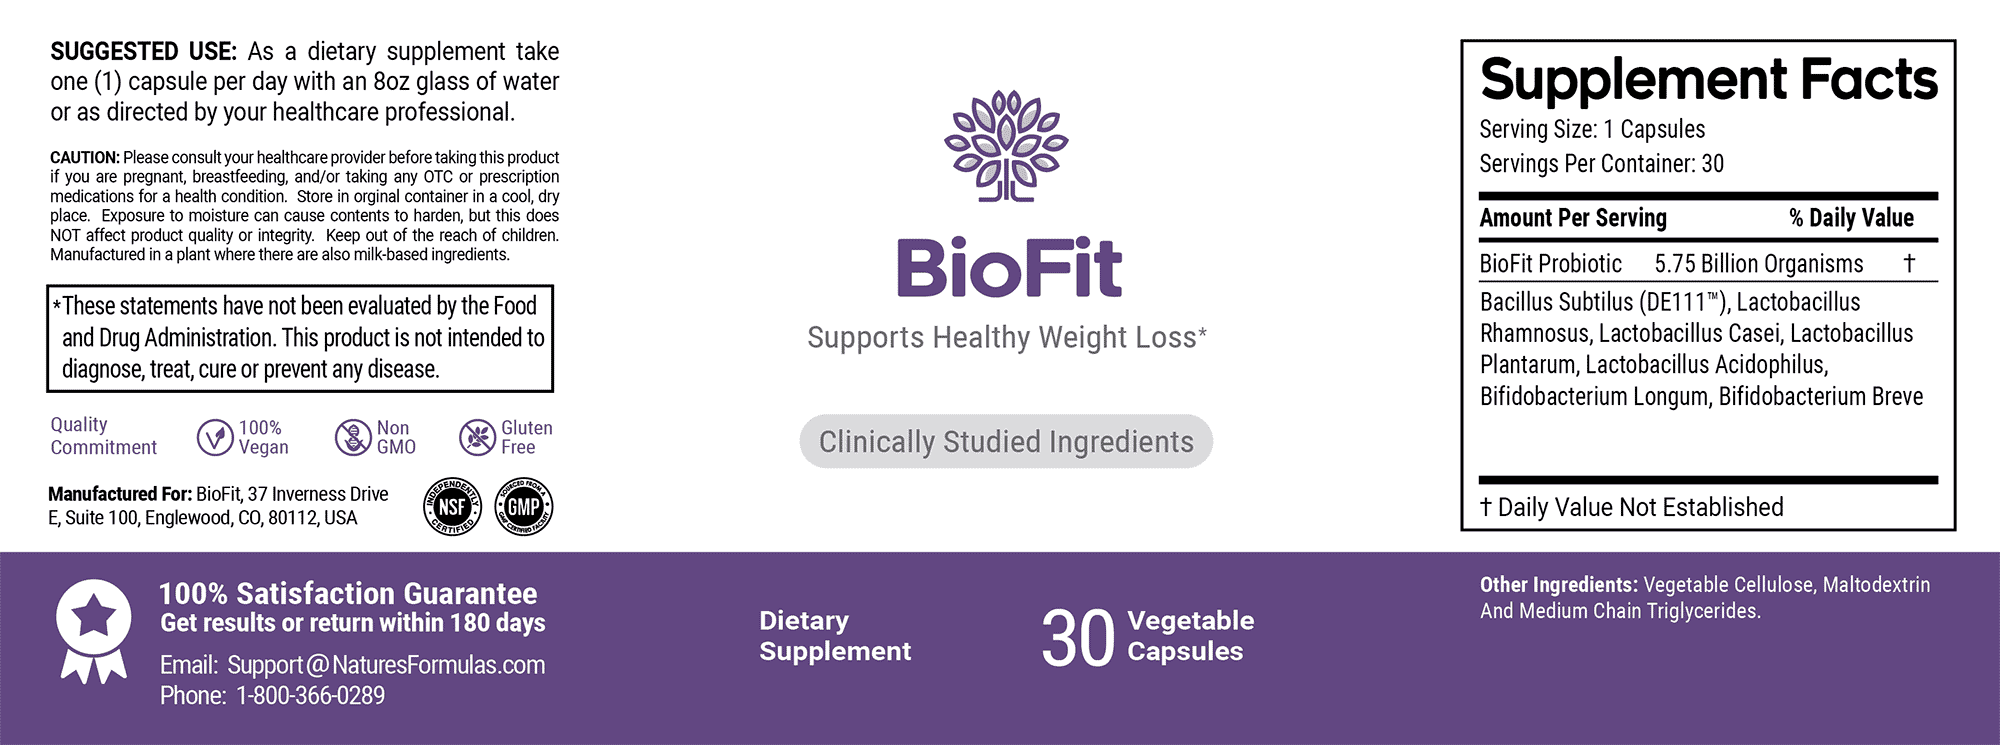 SUGGESTED USE: As a dietary supplement take
one (1) capsule per day with an 8oz glass of water
or as directed by your healthcare professional.
CAUTION: Please consult your healthcare provider before taking this product
if you are pregnant, breastfeeding, and/or taking any OTC or prescription
medications for a health condition. Store in orginal container in a cool, dry
place. Exposure to moisture can cause contents to harden, but this does
NOT affect product quality or integrity. Keep out of the reach of children.
Manufactured in a plant where there are also milk-based ingredients.
*These statements have not been evaluated by the Food
and Drug Administration. This product is not intended to
diagnose, treat, cure or prevent any disease.
Quality
Commitment
100%
Vegan
Non
GMO
Gluten
Free
Manufactured For: BioFit, 37 Inverness Drive
E, Suite 100, Englewood, CO, 80112, USA
INDEPENDENTLY
NSF
CERTIFIED
SOURCED FROM A
GMP
GMP CERTIFIED FACILITY
100% Satisfaction Guarantee
Get results or return within 180 days
Email: Support@NaturesFormulas.com
Phone: 1-800-366-0289
BioFit
Supports Healthy Weight Loss*
Clinically Studied Ingredients
Dietary
Supplement
30
Vegetable
Capsules
Supplement Facts
Serving Size: 1 Capsules
Servings Per Container: 30
Amount Per Serving % Daily Value
BioFit Probiotic 5.75 Billion Organisms †
Bacillus Subtilus (DE111™), Lactobacillus
Rhamnosus, Lactobacillus Casei, Lactobacillus
Plantarum, Lactobacillus Acidophilus,
Bifidobacterium Longum, Bifidobacterium Breve
† Daily Value Not Established
Other Ingredients: Vegetable Cellulose, Maltodextrin
And Medium Chain Triglycerides.